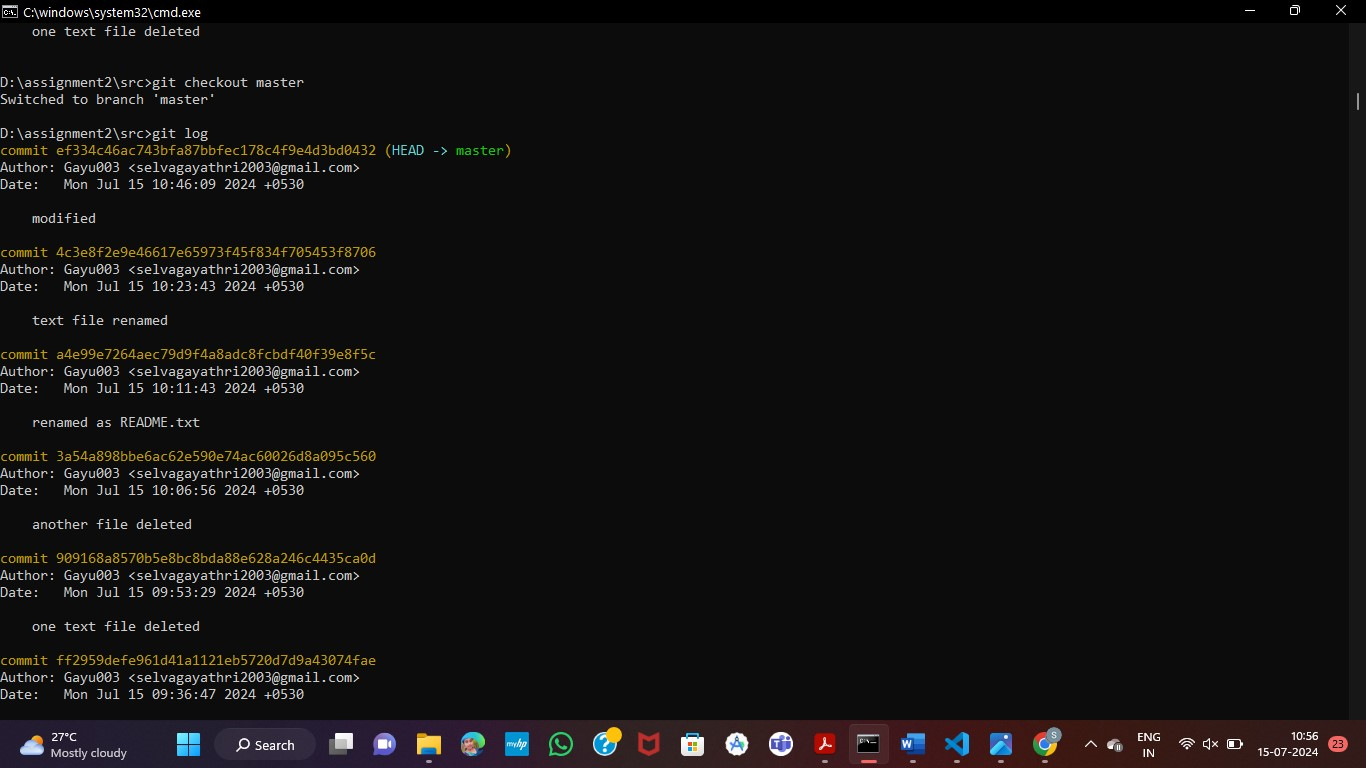 C:\windows\system32\cmd.exe
    one text file deleted
D:\assignment2\src>git checkout master
Switched to branch 'master'
D:\assignment2\src>git log
commit ef334c46ac743bfa87bbfec178c4f9e4d3bd0432 (HEAD -> master)
Author: Gayu003 <selvagayathri2003@gmail.com>
Date:   Mon Jul 15 10:46:09 2024 +0530
    modified
commit 4c3e8f2e9e46617e65973f45f834f705453f8706
Author: Gayu003 <selvagayathri2003@gmail.com>
Date:   Mon Jul 15 10:23:43 2024 +0530
    text file renamed
commit a4e99e7264aec79d9f4a8adc8fcbdf40f39e8f5c
Author: Gayu003 <selvagayathri2003@gmail.com>
Date:   Mon Jul 15 10:11:43 2024 +0530
    renamed as README.txt
commit 3a54a898bbe6ac62e590e74ac60026d8a095c560
Author: Gayu003 <selvagayathri2003@gmail.com>
Date:   Mon Jul 15 10:06:56 2024 +0530
    another file deleted
commit 909168a8570b5e8bc8bda88e628a246c4435ca0d
Author: Gayu003 <selvagayathri2003@gmail.com>
Date:   Mon Jul 15 09:53:29 2024 +0530
    one text file deleted
commit ff2959defe961d41a1121eb5720d7d9a43074fae
Author: Gayu003 <selvagayathri2003@gmail.com>
Date:   Mon Jul 15 09:36:47 2024 +0530
27°C
Mostly cloudy
Search
myhp
S
ENG
IN
10:56
15-07-2024
23